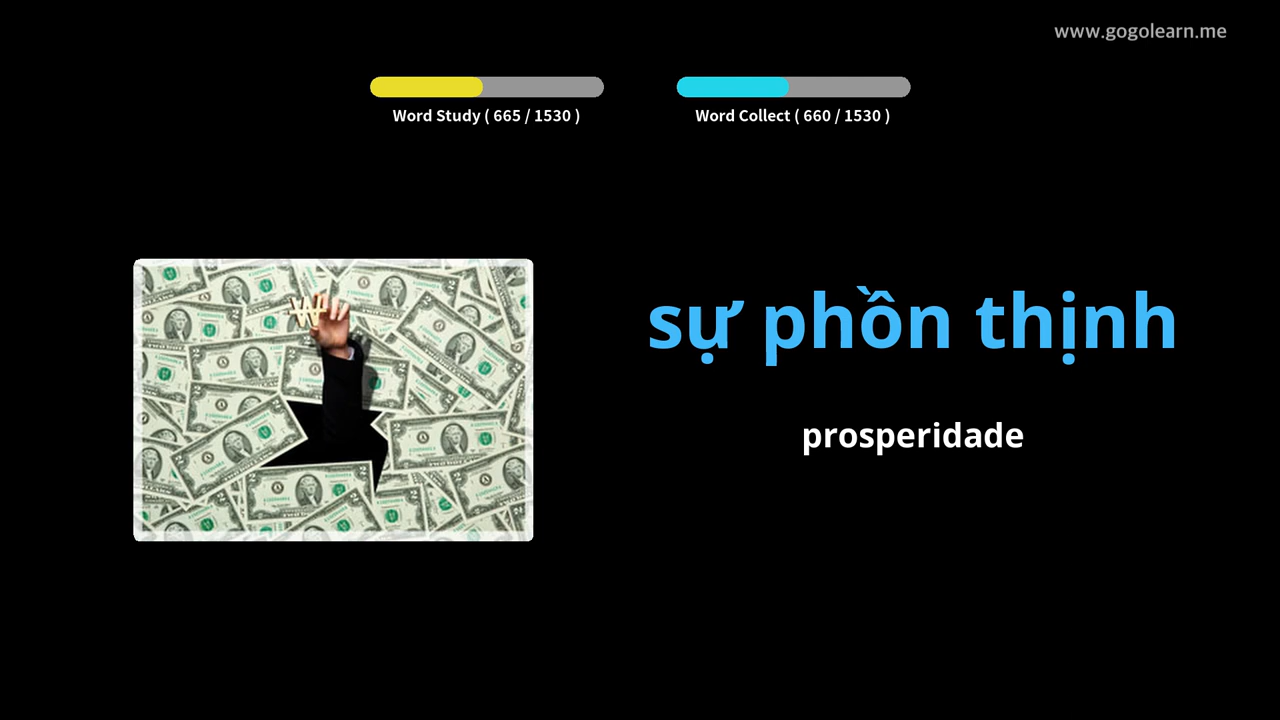 www.gogolearn.me
Word Study ( 665 / 1530 )
Word Collect ( 660 / 1530 )
sự phồn thịnh
prosperidade